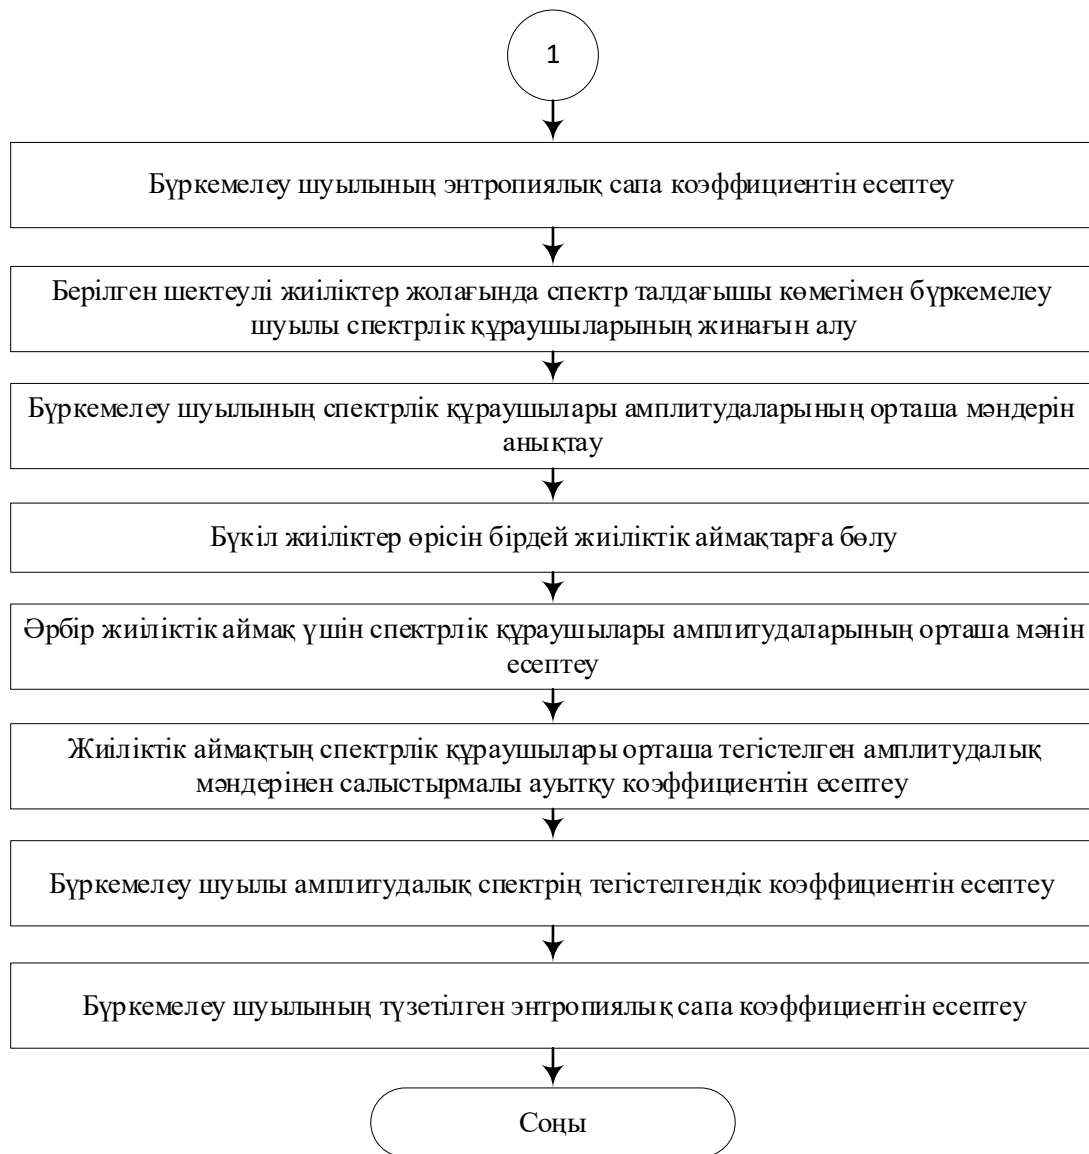 1
Бүркемелеу шуылының энтропиялық сапа коэффициентін есептеу
Берілген шектеулі жиіліктер жолағында спектр талдағышы көмегімен бүркемелеу
шуылы спектрлік құраушыларының жинағын алу
Бүркемелеу шуылының спектрлік құраушылары амплитудаларының орташа мәндерін
анықтау
Бүкіл жиіліктер өрісін бірдей жиіліктік аймақтарға бөлу
Әрбір жиіліктік аймақ үшін спектрлік құраушылары амплитудаларының орташа мәнін
есептеу
Жиіліктік аймақтың спектрлік құраушылары орташа тегістелген амплитудалық
мәндерінен салыстырмалы ауытқу коэффициентін есептеу
Бүркемелеу шуылы амплитудалық спектрің тегістелгендік коэффициентін есептеу
Бүркемелеу шуылының түзетілген энтропиялық сапа коэффициентін есептеу
Соңы